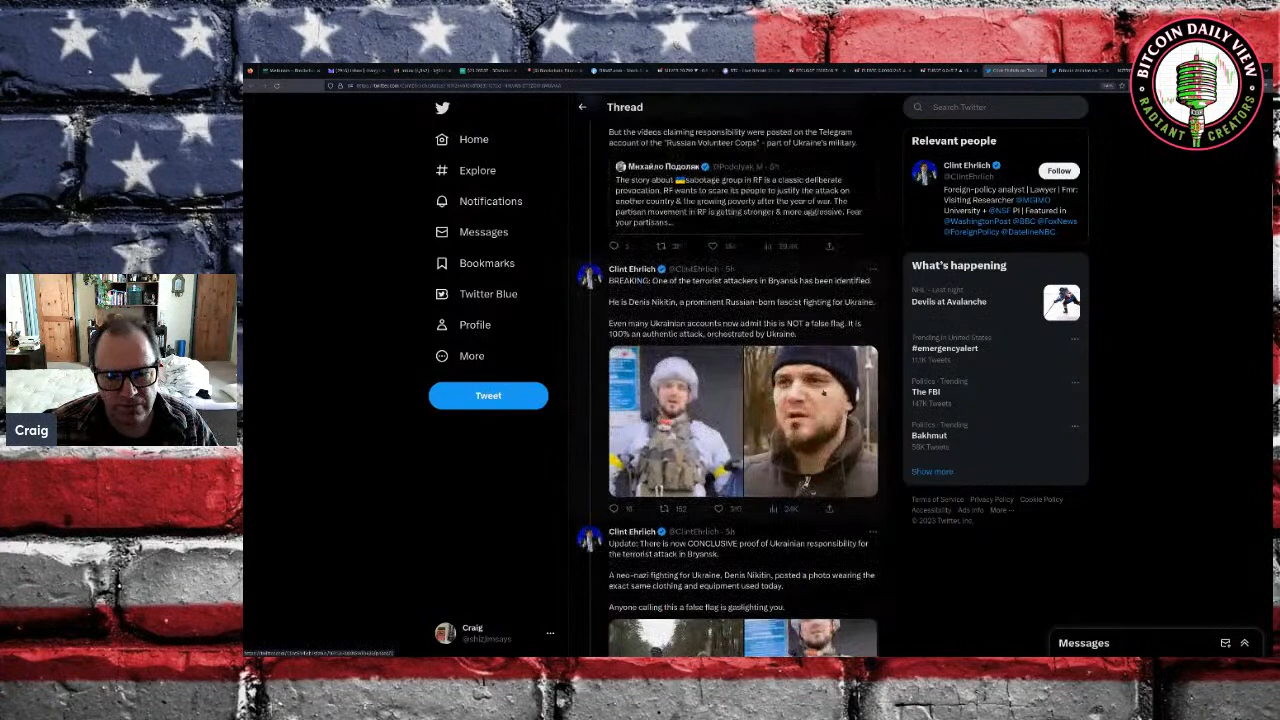 BITCOIN DAILY VIEW
RADIANT CREATORS
Thread
Search Twitter
Home
Explore
Notifications
Messages
Bookmarks
Twitter Blue
Profile
More
Tweet
But the videos claiming responsibility were posted on the Telegram
account of the "Russian Volunteer Corps" - part of Ukraine's military.
Михайло Подоляк @Podolyak_M
The story about 🇺🇦sabotage group in RF is a classic deliberate
provocation. RF wants to scare its people to justify the attack on
another country & the growing poverty after the year of war. The
partisan movement in RF is getting stronger & more aggressive. Fear
your partisans...
Clint Ehrlich @ClintEhrlich · 5h
BREAKING: One of the terrorist attackers in Bryansk has been identified.
He is Denis Nikitin, a prominent Russian-born fascist fighting for Ukraine.
Even many Ukrainian accounts now admit this is NOT a false flag. It is
100% an authentic attack, orchestrated by Ukraine.
152
24K
Clint Ehrlich @ClintEhrlich · 5h
Update: There is now CONCLUSIVE proof of Ukrainian responsibility for
the terrorist attack in Bryansk.
A neo-nazi fighting for Ukraine, Denis Nikitin, posted a photo wearing the
exact same clothing and equipment used today.
Anyone calling this a false flag is gaslighting you.
Relevant people
Clint Ehrlich
@ClintEhrlich
Follow
Foreign-policy analyst | Lawyer | Fmr:
Visiting Researcher @MGIMO
University + @NSF PI | Featured in
@WashingtonPost @BBC @FoxNews
@ForeignPolicy @DatelineNBC
What's happening
NHL · Last night
Devils at Avalanche
Trending in United States
#emergencyalert
Politics · Trending
The FBI
147K Tweets
Politics · Trending
Bakhmut
Show more
Terms of Service Privacy Policy Cookie Policy
Accessibility Ads info More ···
© 2023 Twitter, Inc.
Craig
@shizjimsays
Messages
Craig